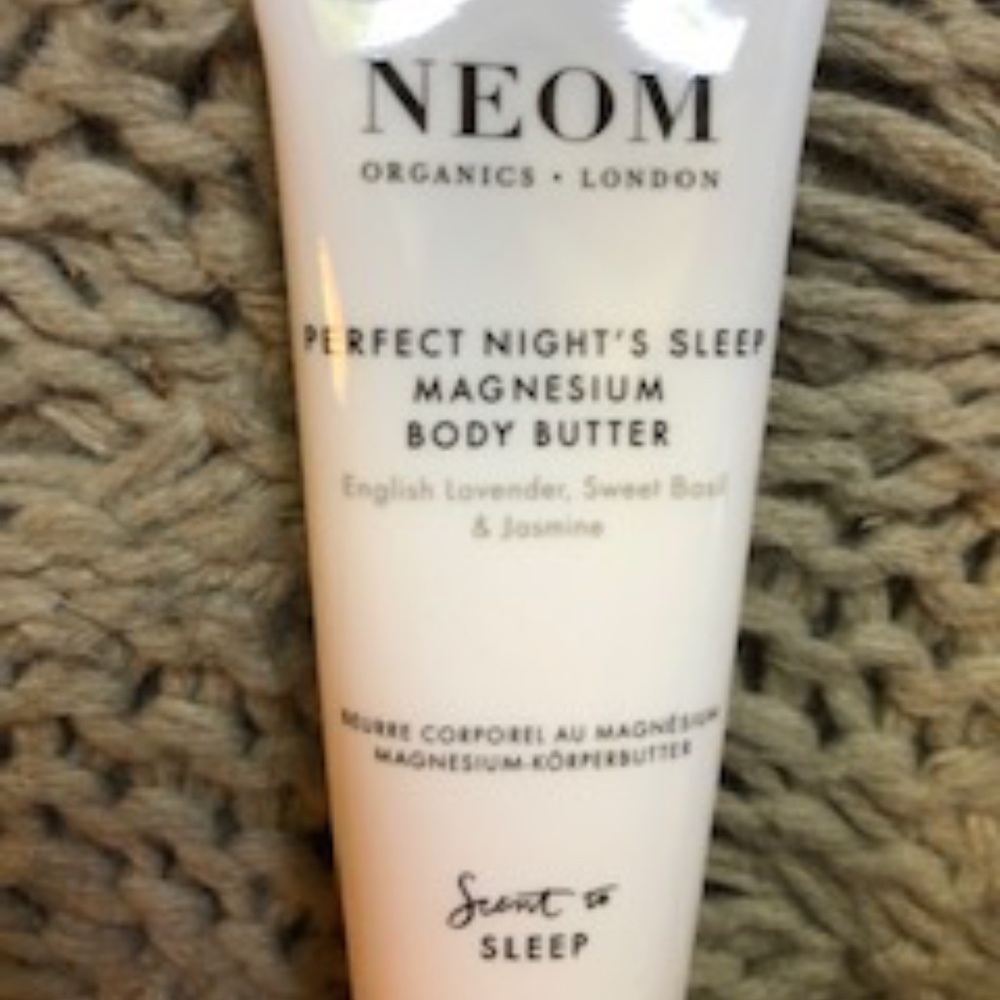 NEOM
ORGANICS • LONDON
PERFECT NIGHT'S SLEEP
MAGNESIUM
BODY BUTTER
English Lavender, Sweet Basil
& Jasmine
BEURRE CORPOREL AU MAGNÉSIUM
MAGNESIUM-KÖRPERBUTTER
Scent to
SLEEP